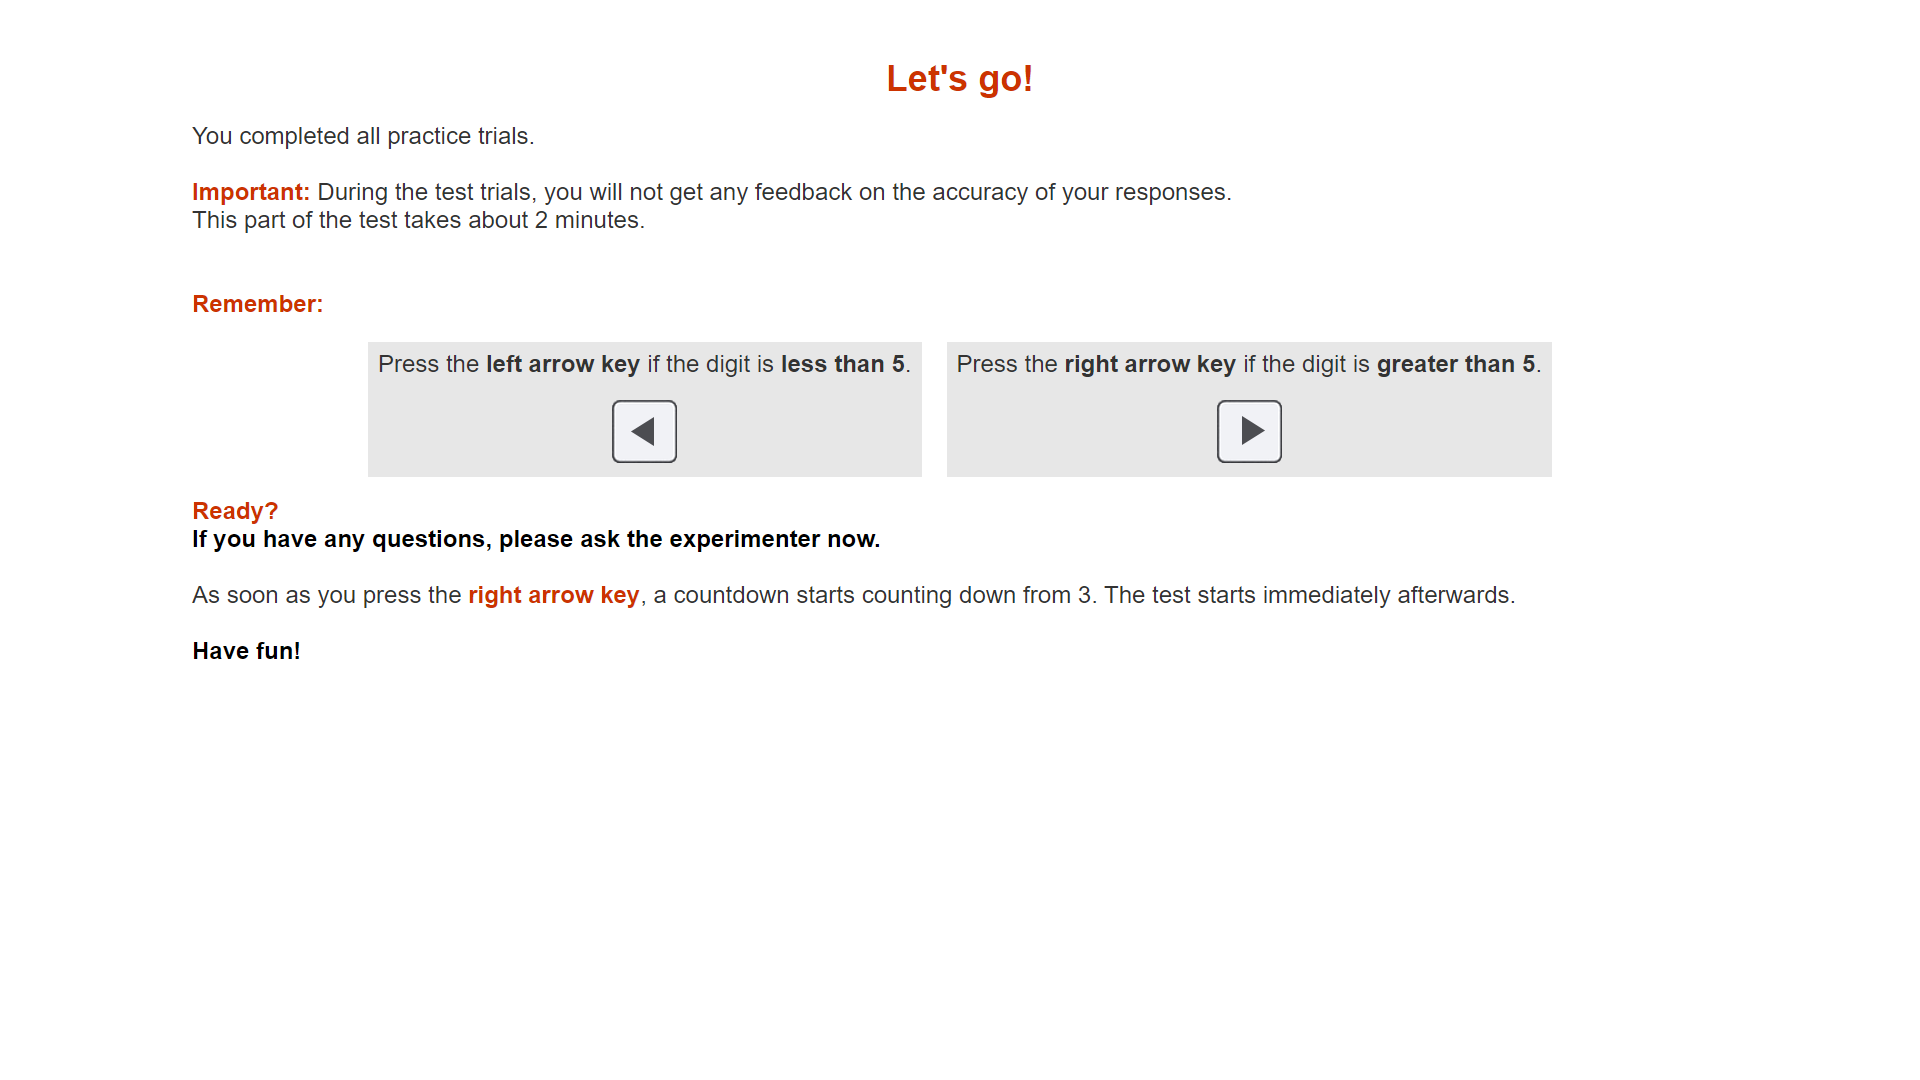 Let's go!
You completed all practice trials.
Important: During the test trials, you will not get any feedback on the accuracy of your responses.
This part of the test takes about 2 minutes.
Remember:
Press the left arrow key if the digit is less than 5.
Press the right arrow key if the digit is greater than 5.
Ready?
If you have any questions, please ask the experimenter now.
As soon as you press the right arrow key, a countdown starts counting down from 3. The test starts immediately afterwards.
Have fun!